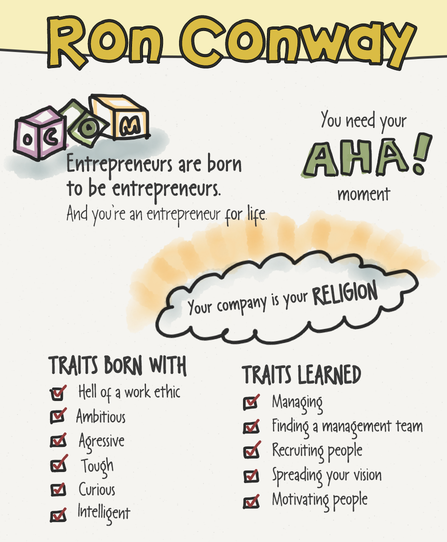 Ron Conway
C O M
Entrepreneurs are born
to be entrepreneurs.
And you're an entrepreneur for life.
You need your
AHA!
moment
Your company is your RELIGION
TRAITS BORN WITH
Hell of a work ethic
Ambitious
Agressive
Tough
Curious
Intelligent
TRAITS LEARNED
Managing
Finding a management team
Recruiting people
Spreading your vision
Motivating people